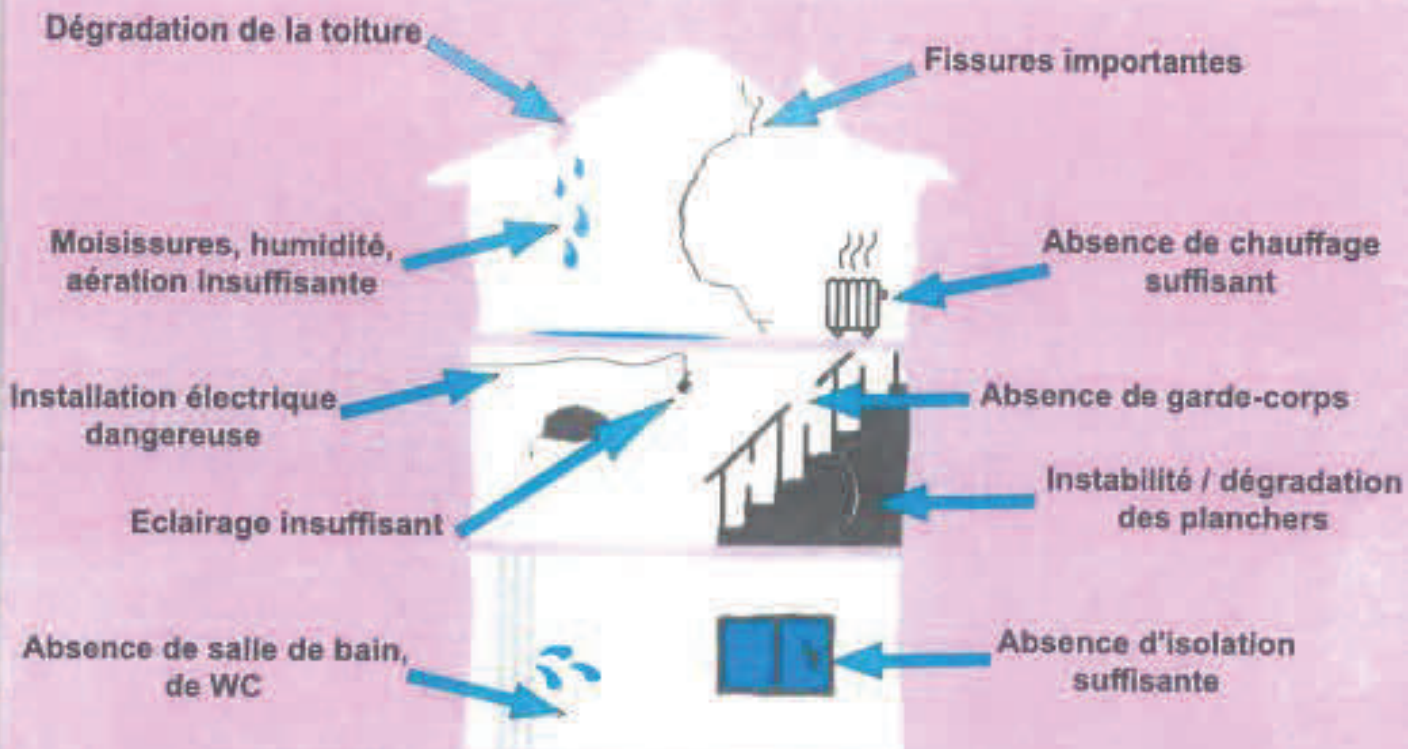 Dégradation de la toiture
Fissures importantes
Moisissures, humidité,
aération insuffisante
Absence de chauffage
suffisant
Installation électrique
dangereuse
Absence de garde-corps
Eclairage insuffisant
Instabilité / dégradation
des planchers
Absence de salle de bain,
de WC
Absence d'isolation
suffisante